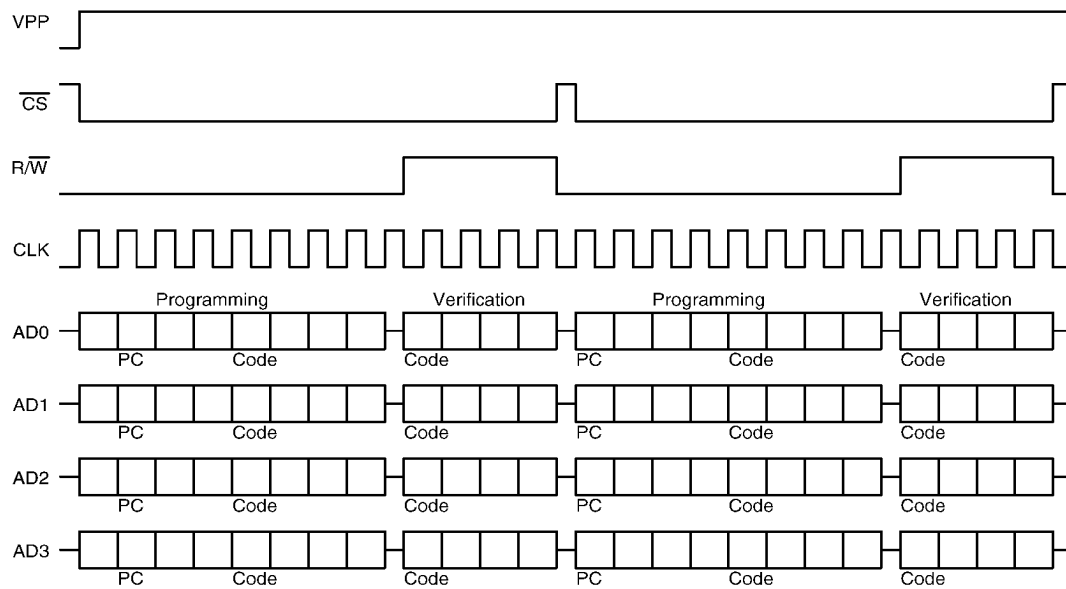 VPP
CS
R/W
CLK
Programming Verification Programming Verification
AD0
PC Code Code PC Code Code
AD1
PC Code Code PC Code Code
AD2
PC Code Code PC Code Code
AD3
PC Code Code PC Code Code